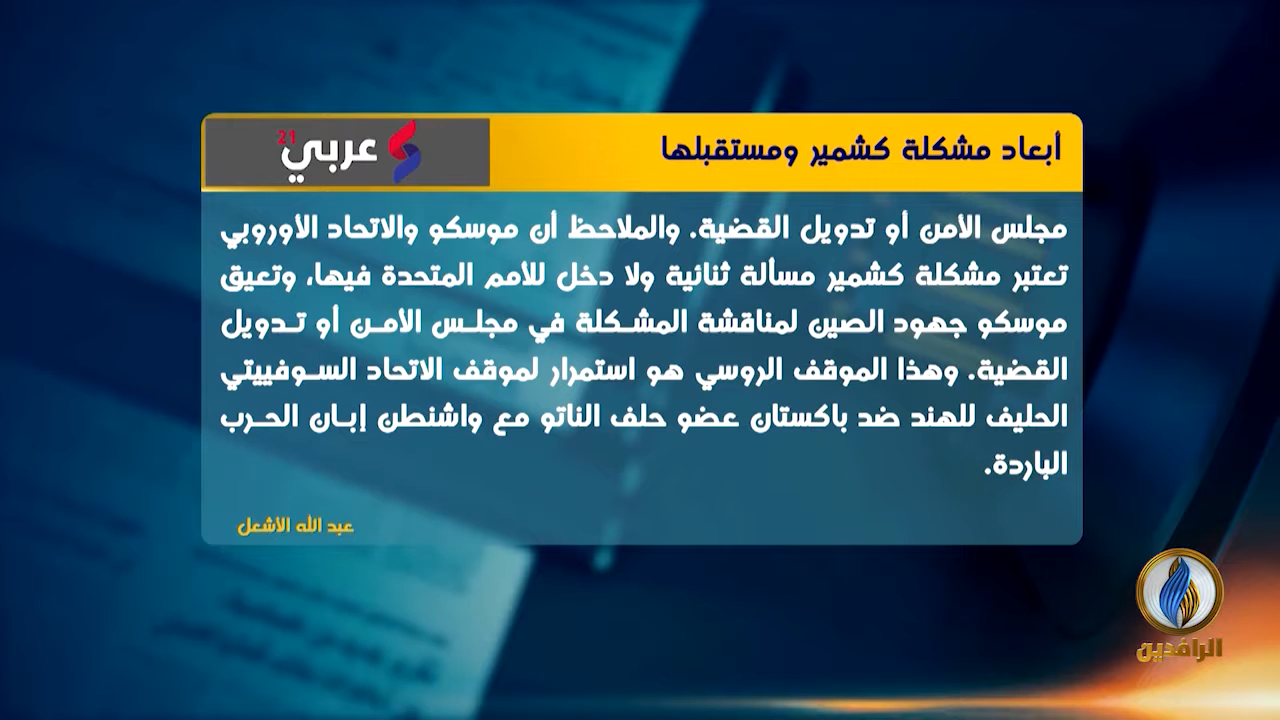 أبعاد مشكلة كشمير ومستقبلها
عربي 21
مجلس الأمن أو تدويل القضية. والملاحظ أن موسكو والاتحاد الأوروبي
تعتبر مشكلة كشمير مسألة ثنائية ولا دخل للأمم المتحدة فيها، وتعيق
موسكو جهود الصين لمناقشة المشكلة في مجلس الأمن أو تدويل
القضية. وهذا الموقف الروسي هو استمرار لموقف الاتحاد السوفييتي
الحليف للهند ضد باكستان عضو حلف الناتو مع واشنطن إبان الحرب
الباردة.
عبد الله الاشعل
الرافدين